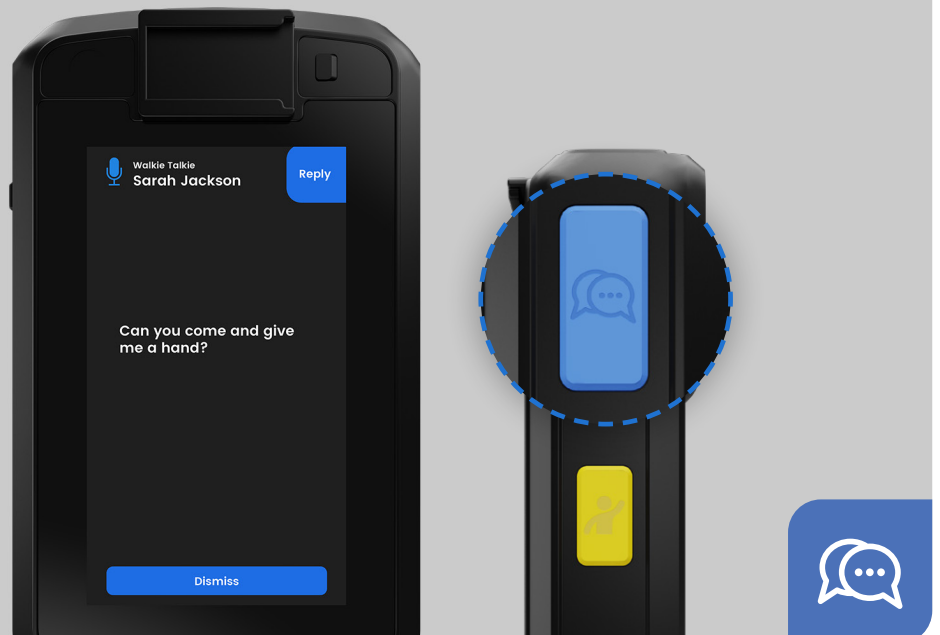 Walkie Talkie
Sarah Jackson
Reply
Can you come and give
me a hand?
Dismiss